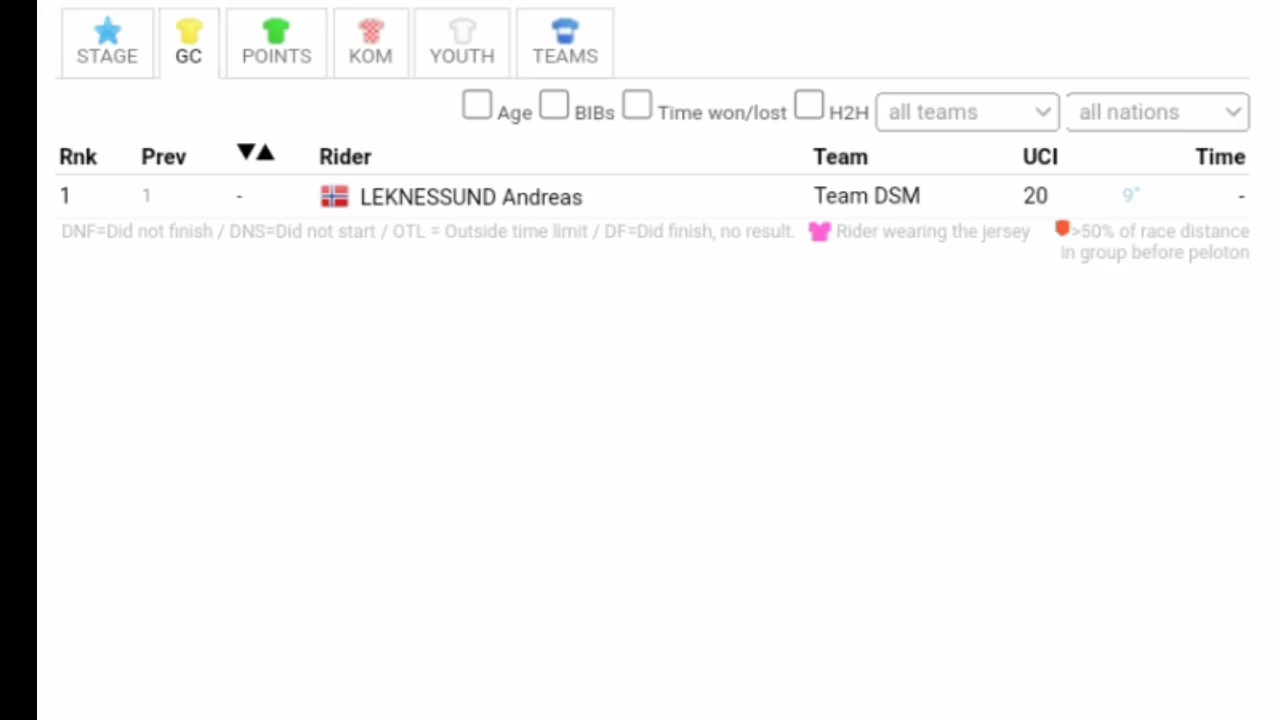 STAGE GC POINTS KOM YOUTH TEAMS
Age BIBs Time won/lost H2H all teams all nations
Rnk Prev ▼▲ Rider Team UCI Time
1 1 - LEKNESSUND Andreas Team DSM 20 9" -
DNF=Did not finish / DNS=Did not start / OTL = Outside time limit / DF=Did finish, no result. Rider wearing the jersey >50% of race distance
in group before peloton